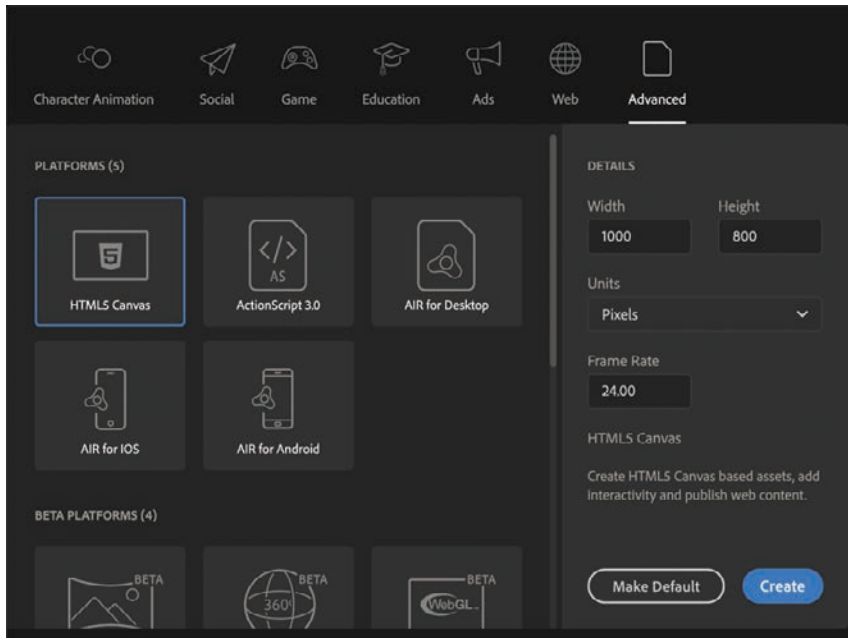 Character Animation
Social
Game
Education
Ads
Web
Advanced
PLATFORMS (5)
5
HTML5 Canvas
</>
AS
ActionScript 3.0
AIR for Desktop
AIR for IOS
AIR for Android
BETA PLATFORMS (4)
BETA
BETA
360°
BETA
WebGL
DETAILS
Width
Height
1000
800
Units
Pixels
Frame Rate
24.00
HTML5 Canvas
Create HTML5 Canvas based assets, add
interactivity and publish web content.
Make Default
Create